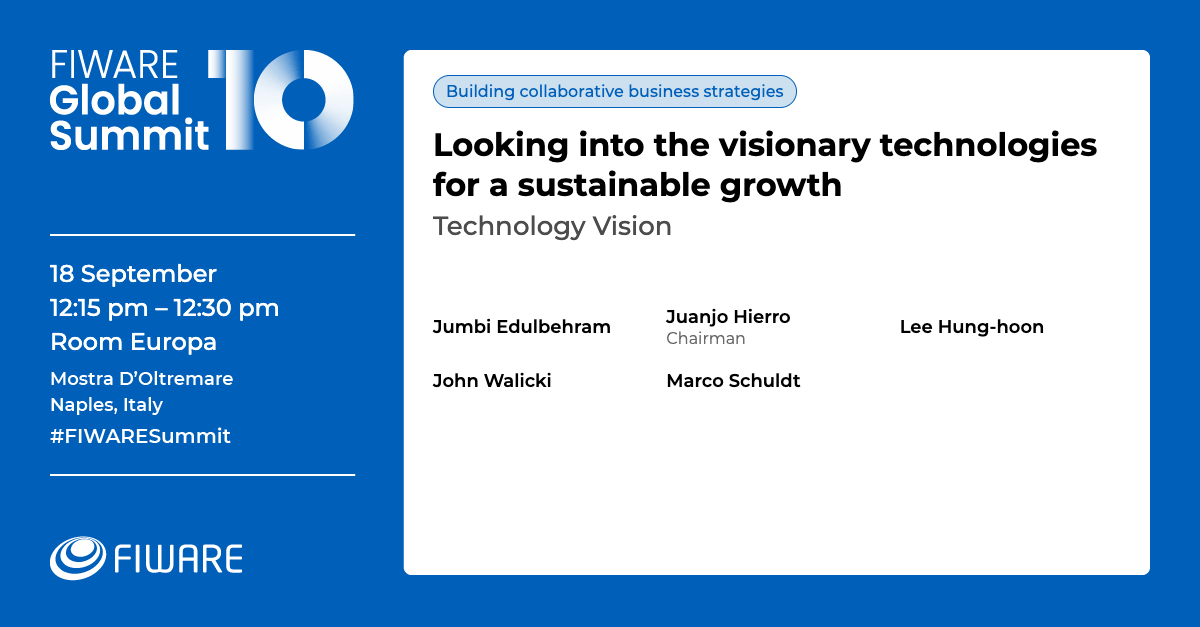 FIWARE
Global
Summit
10
18 September
12:15 pm – 12:30 pm
Room Europa
Mostra D’Oltremare
Naples, Italy
#FIWARESummit
FIWARE
Building collaborative business strategies
Looking into the visionary technologies
for a sustainable growth
Technology Vision
Jumbi Edulbehram
Juanjo Hierro
Chairman
Lee Hung-hoon
John Walicki
Marco Schuldt